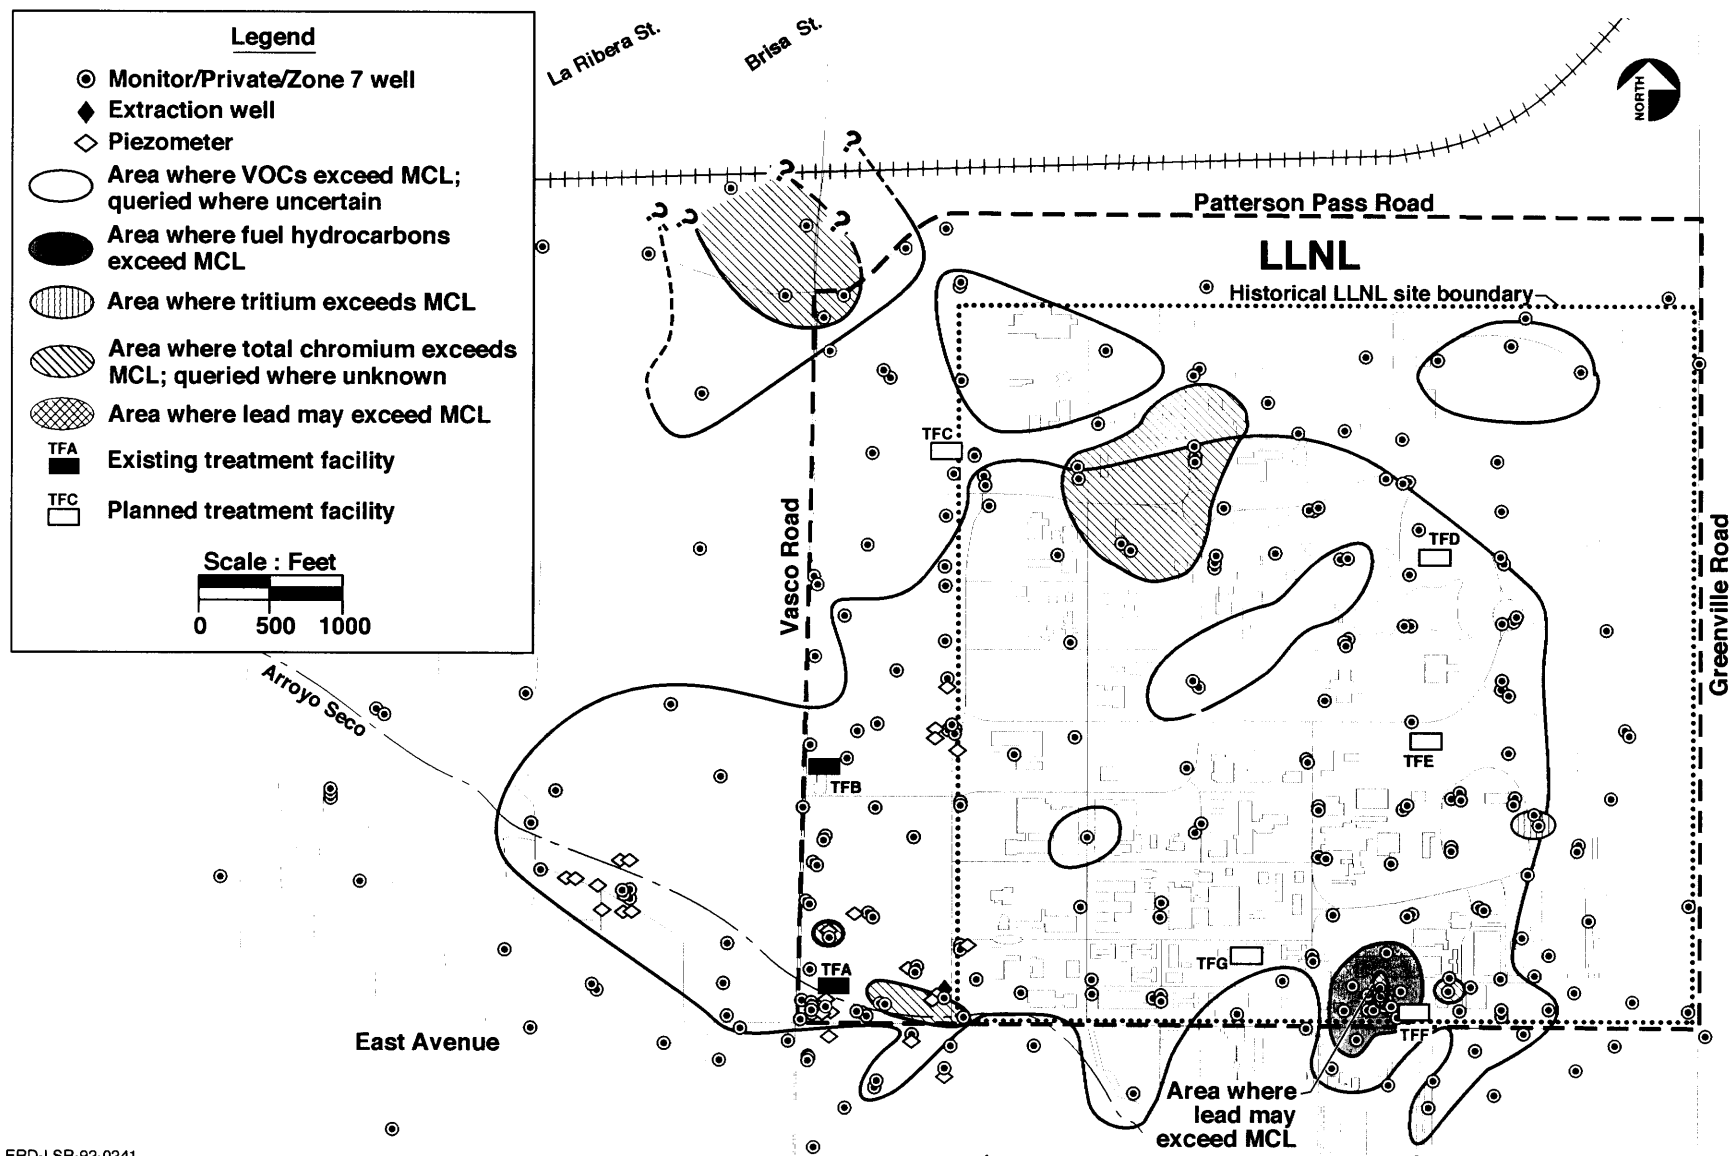 Legend
Monitor/Private/Zone 7 well
Extraction well
Piezometer
Area where VOCs exceed MCL;
queried where uncertain
Area where fuel hydrocarbons
exceed MCL
Area where tritium exceeds MCL
Area where total chromium exceeds
MCL; queried where unknown
Area where lead may exceed MCL
TFA
Existing treatment facility
TFC
Planned treatment facility
Scale : Feet
0 500 1000
La Ribera St.
Brisa St.
NORTH
?
?
?
?
?
Patterson Pass Road
LLNL
Historical LLNL site boundary
TFC
Vasco Road
TFD
Greenville Road
Arroyo Seco
TFE
TFB
TFG
TFA
TFF
East Avenue
Area where
lead may
exceed MCL